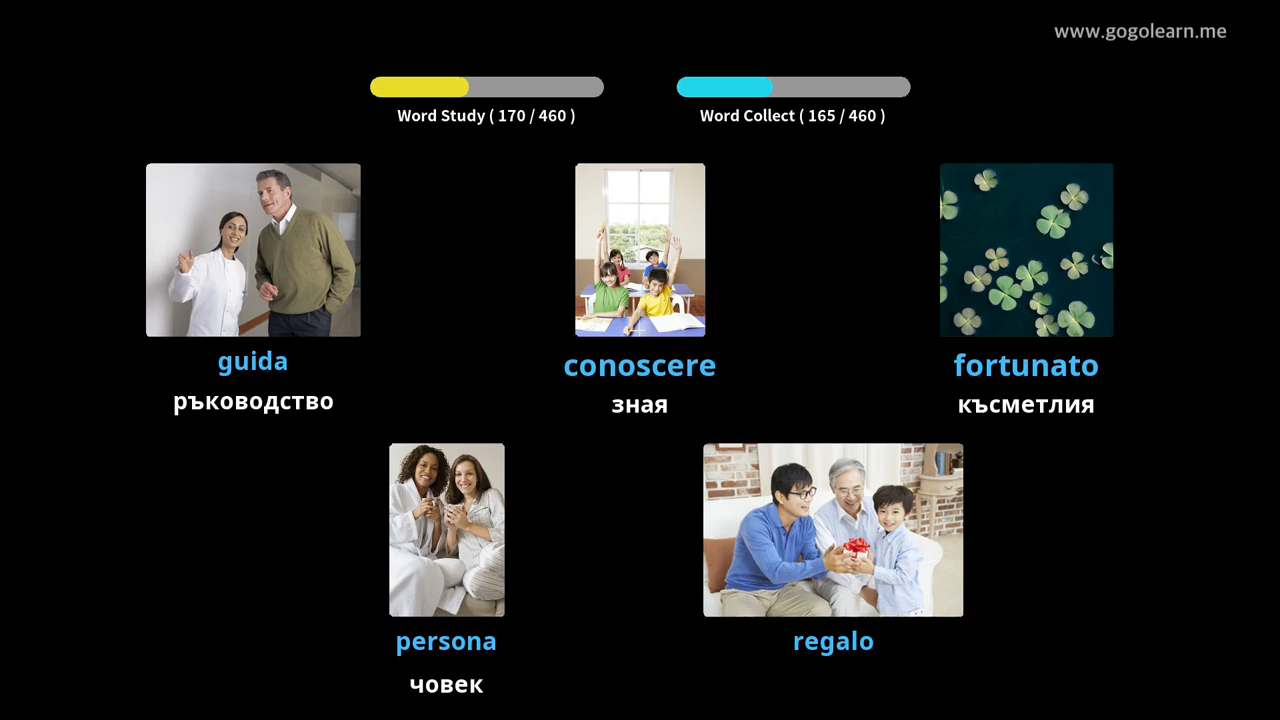 www.gogolearn.me
Word Study ( 170 / 460 )
Word Collect ( 165 / 460 )
guida
ръководство
conoscere
зная
fortunato
късметлия
persona
човек
regalo